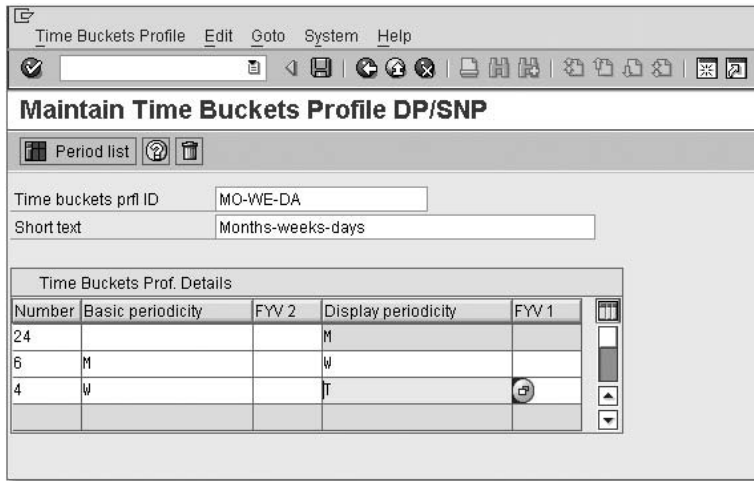 Time Buckets Profile Edit Goto System Help
Maintain Time Buckets Profile DP/SNP
Period list
Time buckets prfl ID MO-WE-DA
Short text Months-weeks-days
Time Buckets Prof. Details
Number Basic periodicity FYV 2 Display periodicity FYV 1
24 M
6 M W
4 W T